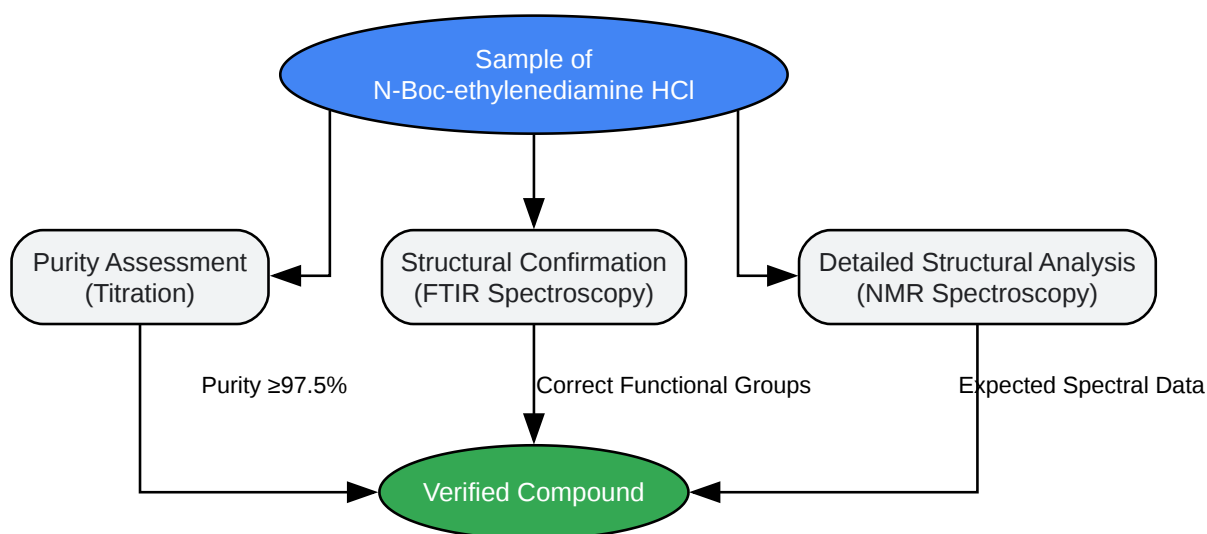 Sample of
N-Boc-ethylenediamine HCl
Purity Assessment
(Titration)
Structural Confirmation
(FTIR Spectroscopy)
Detailed Structural Analysis
(NMR Spectroscopy)
Purity ≥97.5%
Correct Functional Groups
Expected Spectral Data
Verified Compound